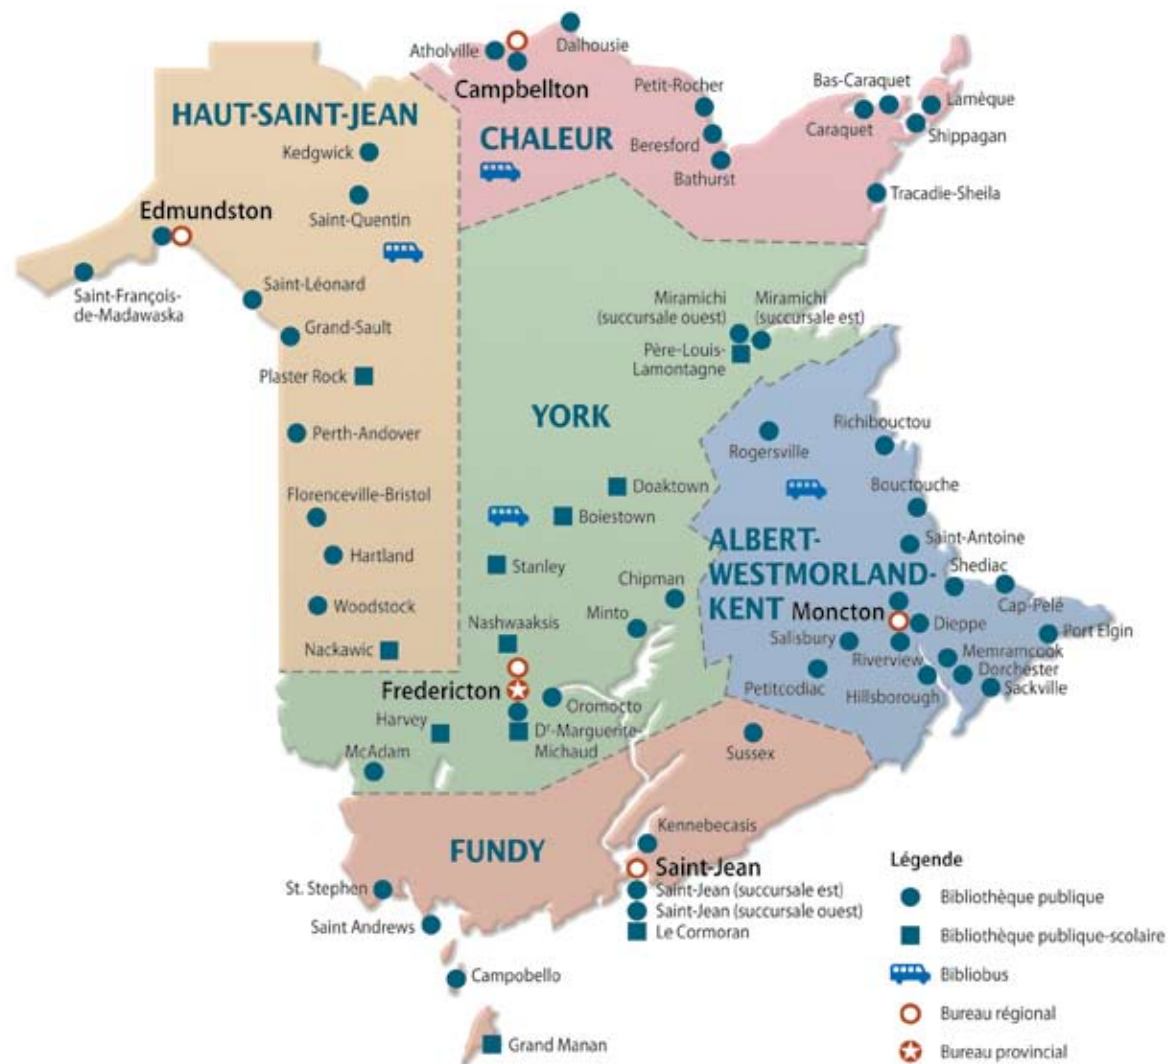 Atholville
Dalhousie
Campbellton
Petit-Rocher
Bas-Caraquet
Lamèque
HAUT-SAINT-JEAN
CHALEUR
Caraquet
Shippagan
Kedgwick
Beresford
Bathurst
Tracadie-Sheila
Edmundston
Saint-Quentin
Saint-François-
de-Madawaska
Saint-Léonard
Grand-Sault
Miramichi
(succursale ouest)
Miramichi
(succursale est)
Père-Louis-
Lamontagne
Plaster Rock
YORK
Perth-Andover
Rogersville
Richibouctou
Florenceville-Bristol
Doaktown
Boiestown
Bouctouche
Hartland
Stanley
ALBERT-
WESTMORLAND-
KENT
Saint-Antoine
Shediac
Cap-Pelé
Woodstock
Chipman
Minto
Nashwaaksis
Moncton
Dieppe
Port Elgin
Nackawic
Salisbury
Riverview
Memramcook
Dorchester
Sackville
Petitcodiac
Hillsborough
Fredericton
Oromocto
Harvey
Dr-Marguerite-
Michaud
McAdam
Sussex
FUNDY
Kennebecasis
Saint-Jean
Saint-Jean (succursale est)
Saint-Jean (succursale ouest)
Le Cormoran
St. Stephen
Saint Andrews
Campobello
Grand Manan
Légende
Bibliothèque publique
Bibliothèque publique-scolaire
Bibliobus
Bureau régional
Bureau provincial